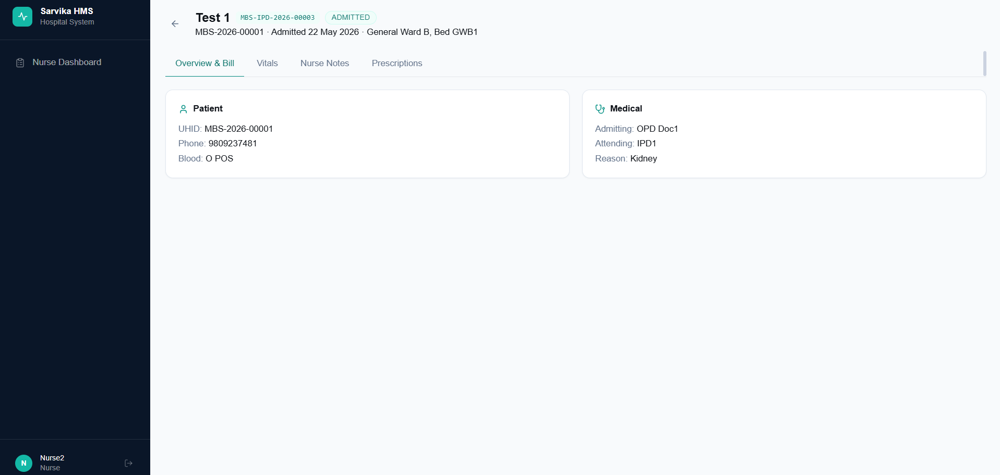 Sarvika HMS
Hospital System
Nurse Dashboard
Test 1 MBS-IPD-2026-00003 ADMITTED
MBS-2026-00001 · Admitted 22 May 2026 · General Ward B, Bed GWB1
Overview & Bill Vitals Nurse Notes Prescriptions
Patient
UHID: MBS-2026-00001
Phone: 9809237481
Blood: O POS
Medical
Admitting: OPD Doc1
Attending: IPD1
Reason: Kidney
N
Nurse2
Nurse